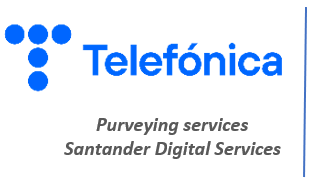 Telefónica
Purveying services
Santander Digital Services